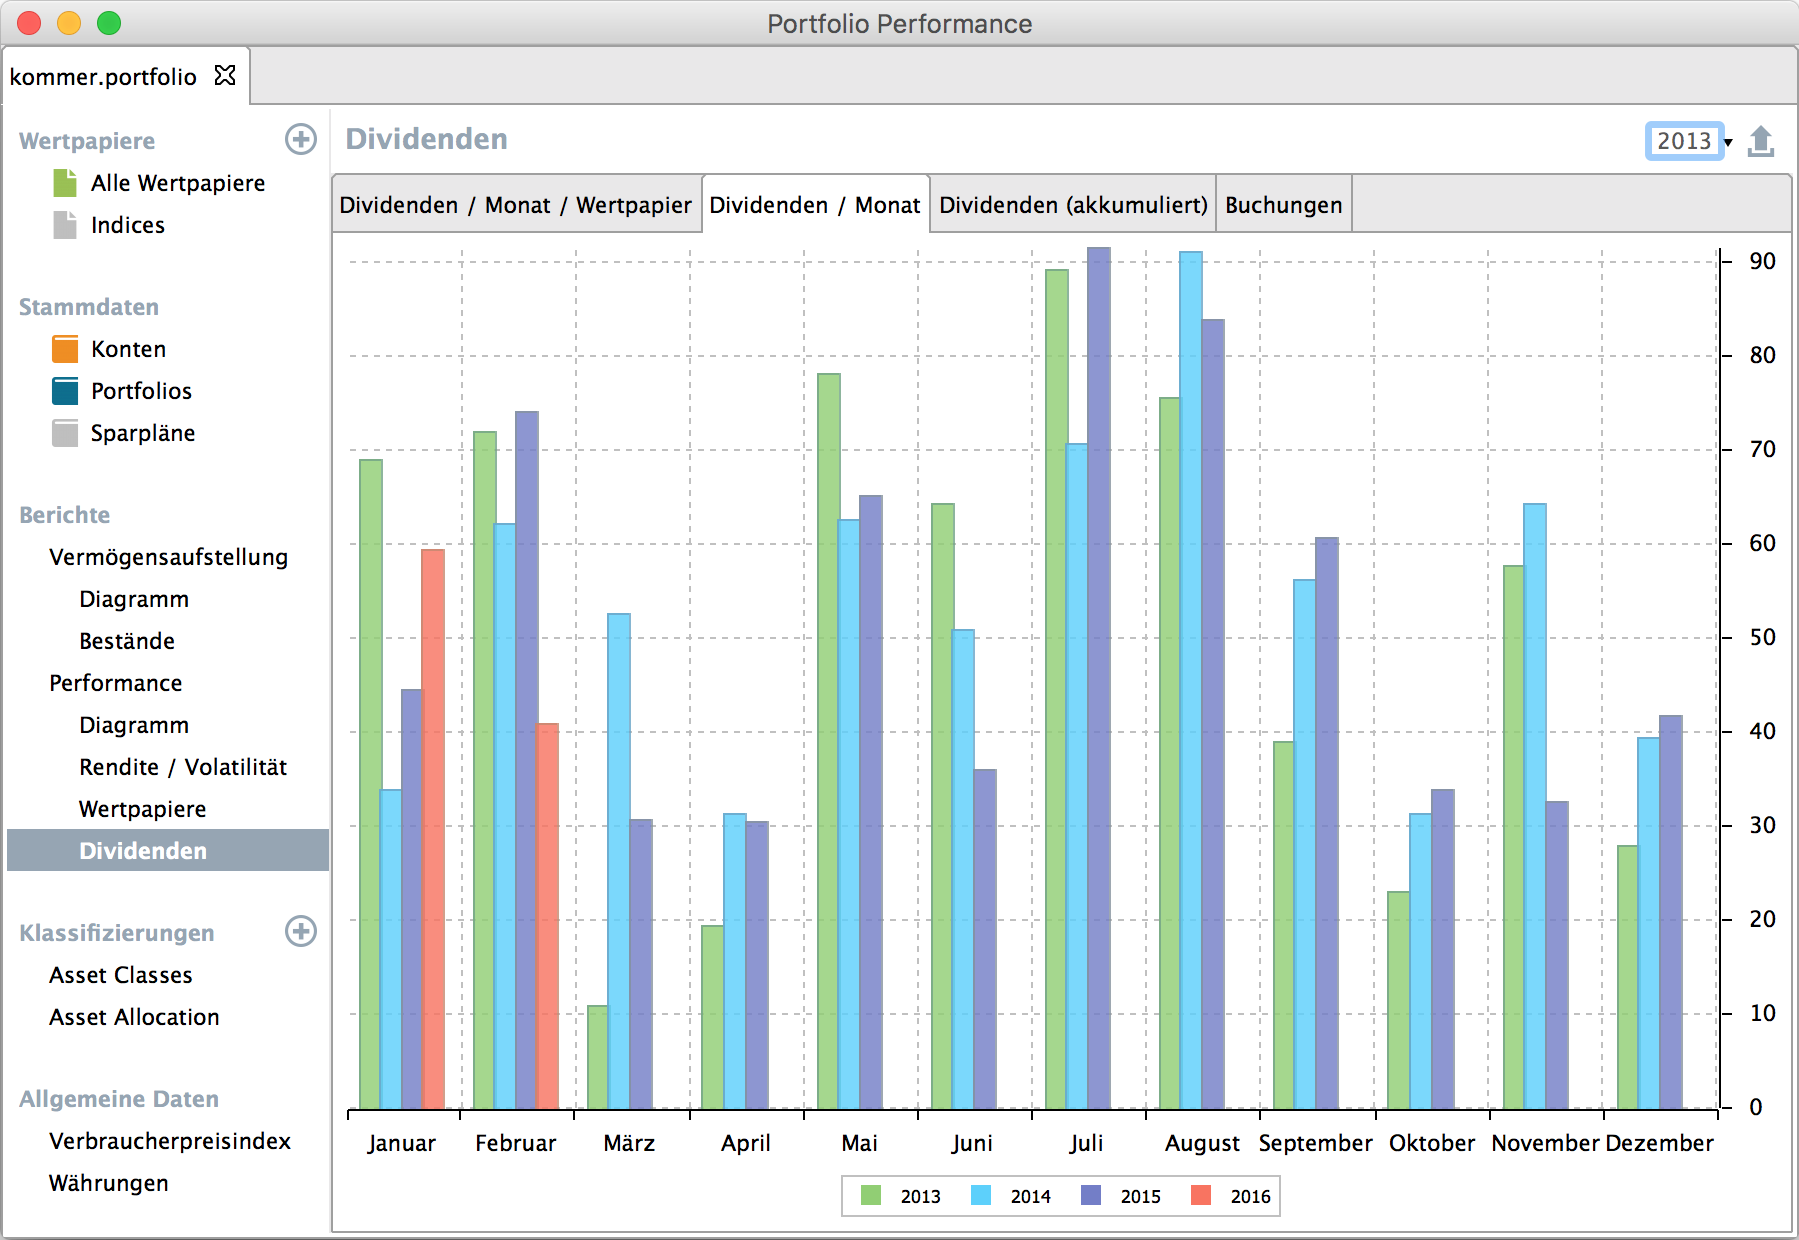 Portfolio Performance
kommer.portfolio
Wertpapiere
Alle Wertpapiere
Indices
Stammdaten
Konten
Portfolios
Sparpläne
Berichte
Vermögensaufstellung
Diagramm
Bestände
Performance
Diagramm
Rendite / Volatilität
Wertpapiere
Dividenden
Klassifizierungen
Asset Classes
Asset Allocation
Allgemeine Daten
Verbraucherpreisindex
Währungen
Dividenden
2013
Dividenden / Monat / Wertpapier
Dividenden / Monat
Dividenden (akkumuliert)
Buchungen
90
80
70
60
50
40
30
20
10
0
Januar Februar März April Mai Juni Juli August September Oktober November Dezember
2013 2014 2015 2016